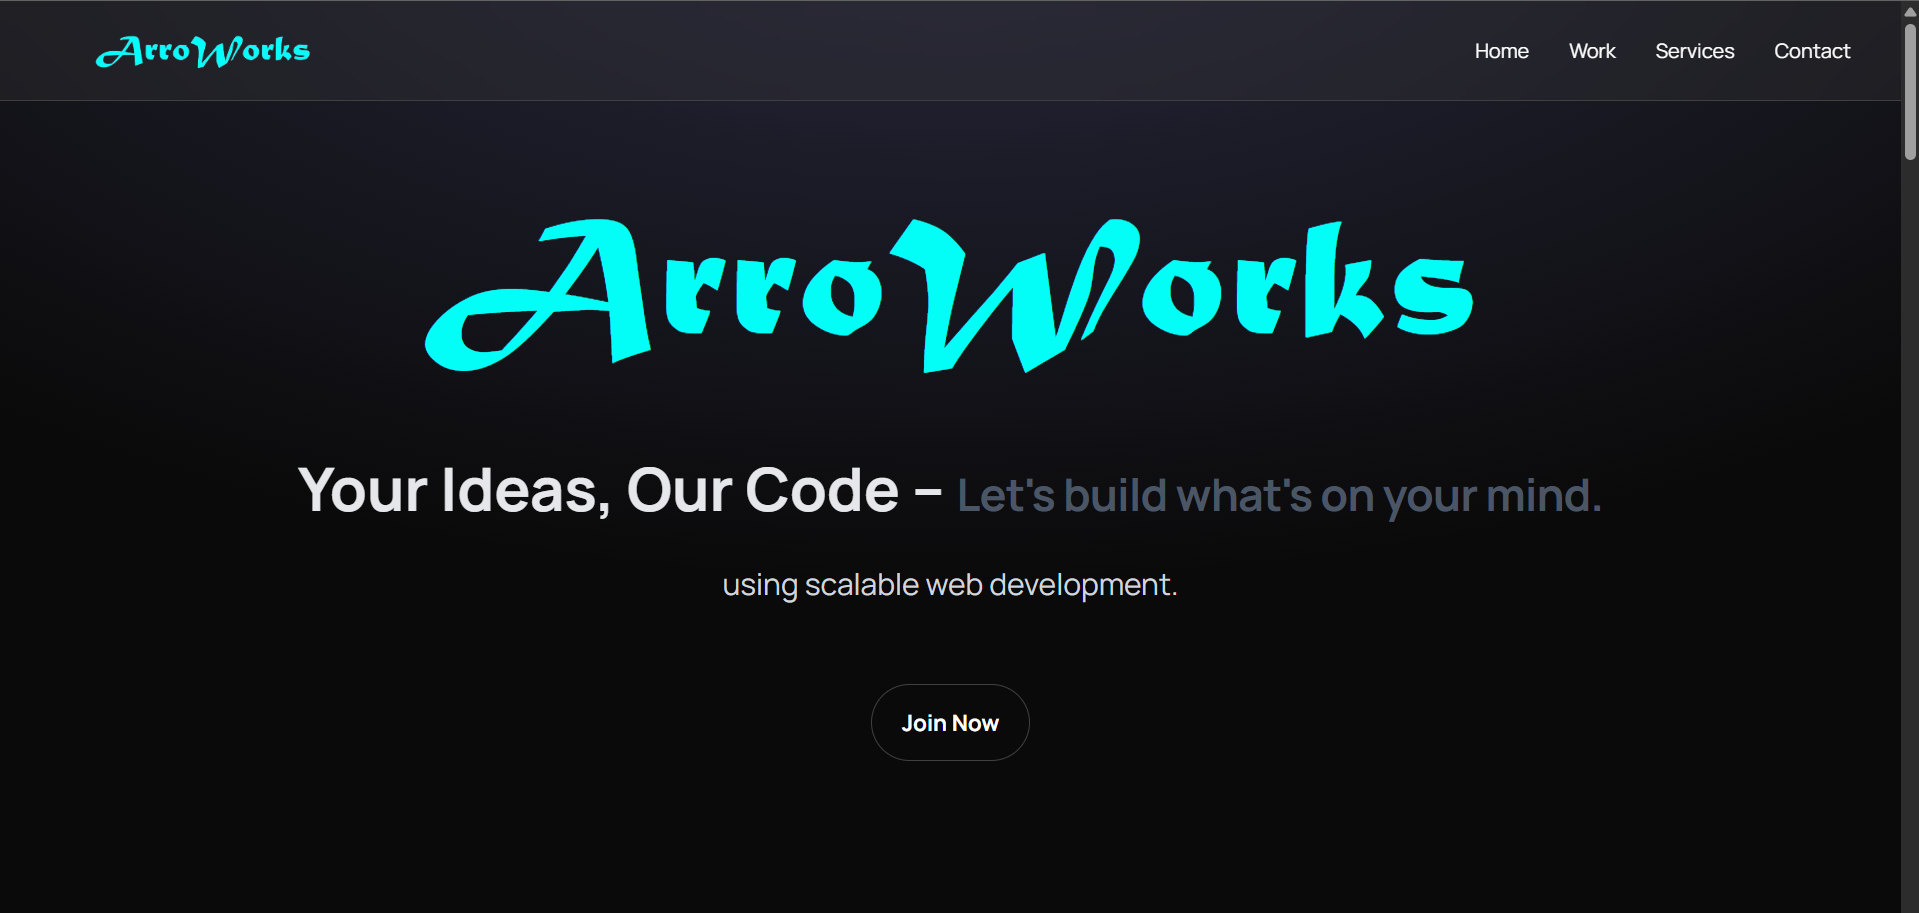 ArroWorks
Home Work Services Contact
ArroWorks
Your Ideas, Our Code – Let's build what's on your mind.
using scalable web development.
Join Now